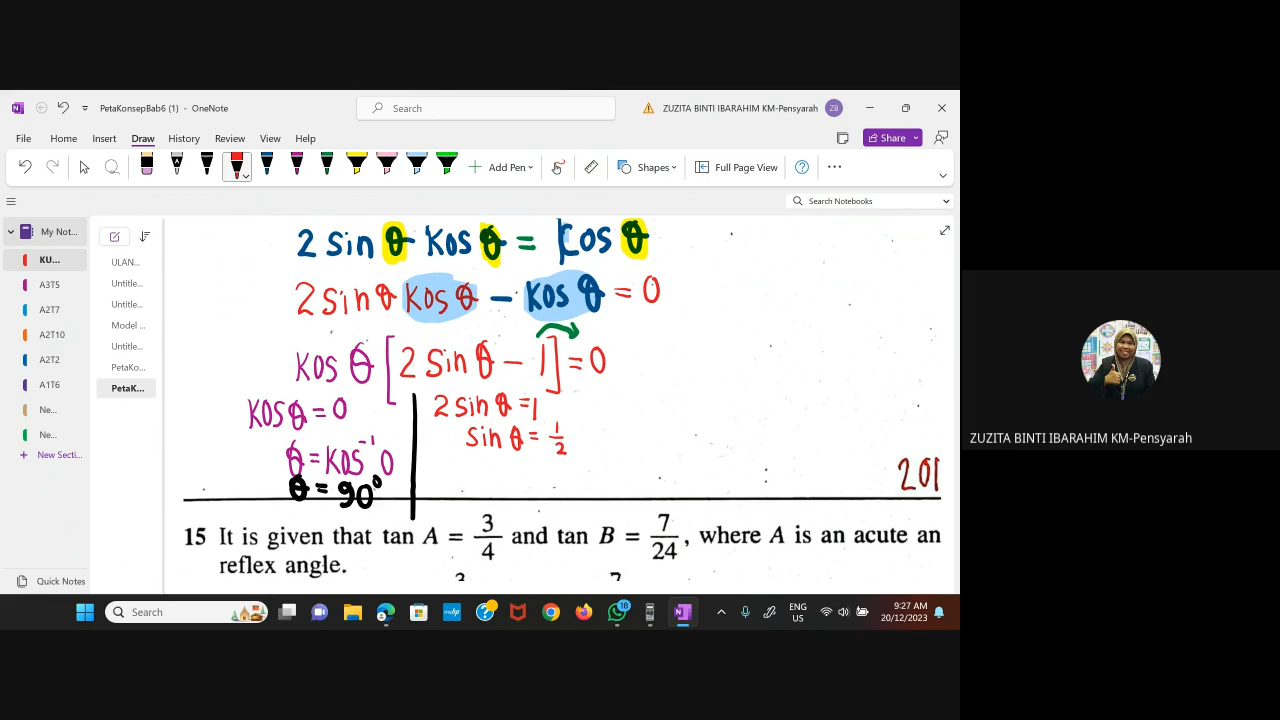 PetaKonsepBab6 (1) - OneNote
Search
ZUZITA BINTI IBARAHIM KM-Pensyarah
ZB
File Home Insert Draw History Review View Help
Share
Add Pen
Shapes
Full Page View
Search Notebooks
My Not...
KU...
A3T5
A2T7
A2T10
A2T2
A1T6
Ne...
Ne...
New Secti...
Quick Notes
ULAN...
Untitle...
Untitle...
Model ...
Untitle...
PetaKo...
PetaK...
2 sin θ kos θ = kos θ
2 sin θ kos θ - kos θ = 0
kos θ [2 sin θ - 1] = 0
kos θ = 0
2 sin θ = 1
sin θ = 1/2
θ = kos⁻¹ 0
θ = 90°
201
15 It is given that tan A = 3/4 and tan B = 7/24, where A is an acute an
reflex angle.
3 7
Search
18
ENG
US
9:27 AM
20/12/2023
ZUZITA BINTI IBARAHIM KM-Pensyarah